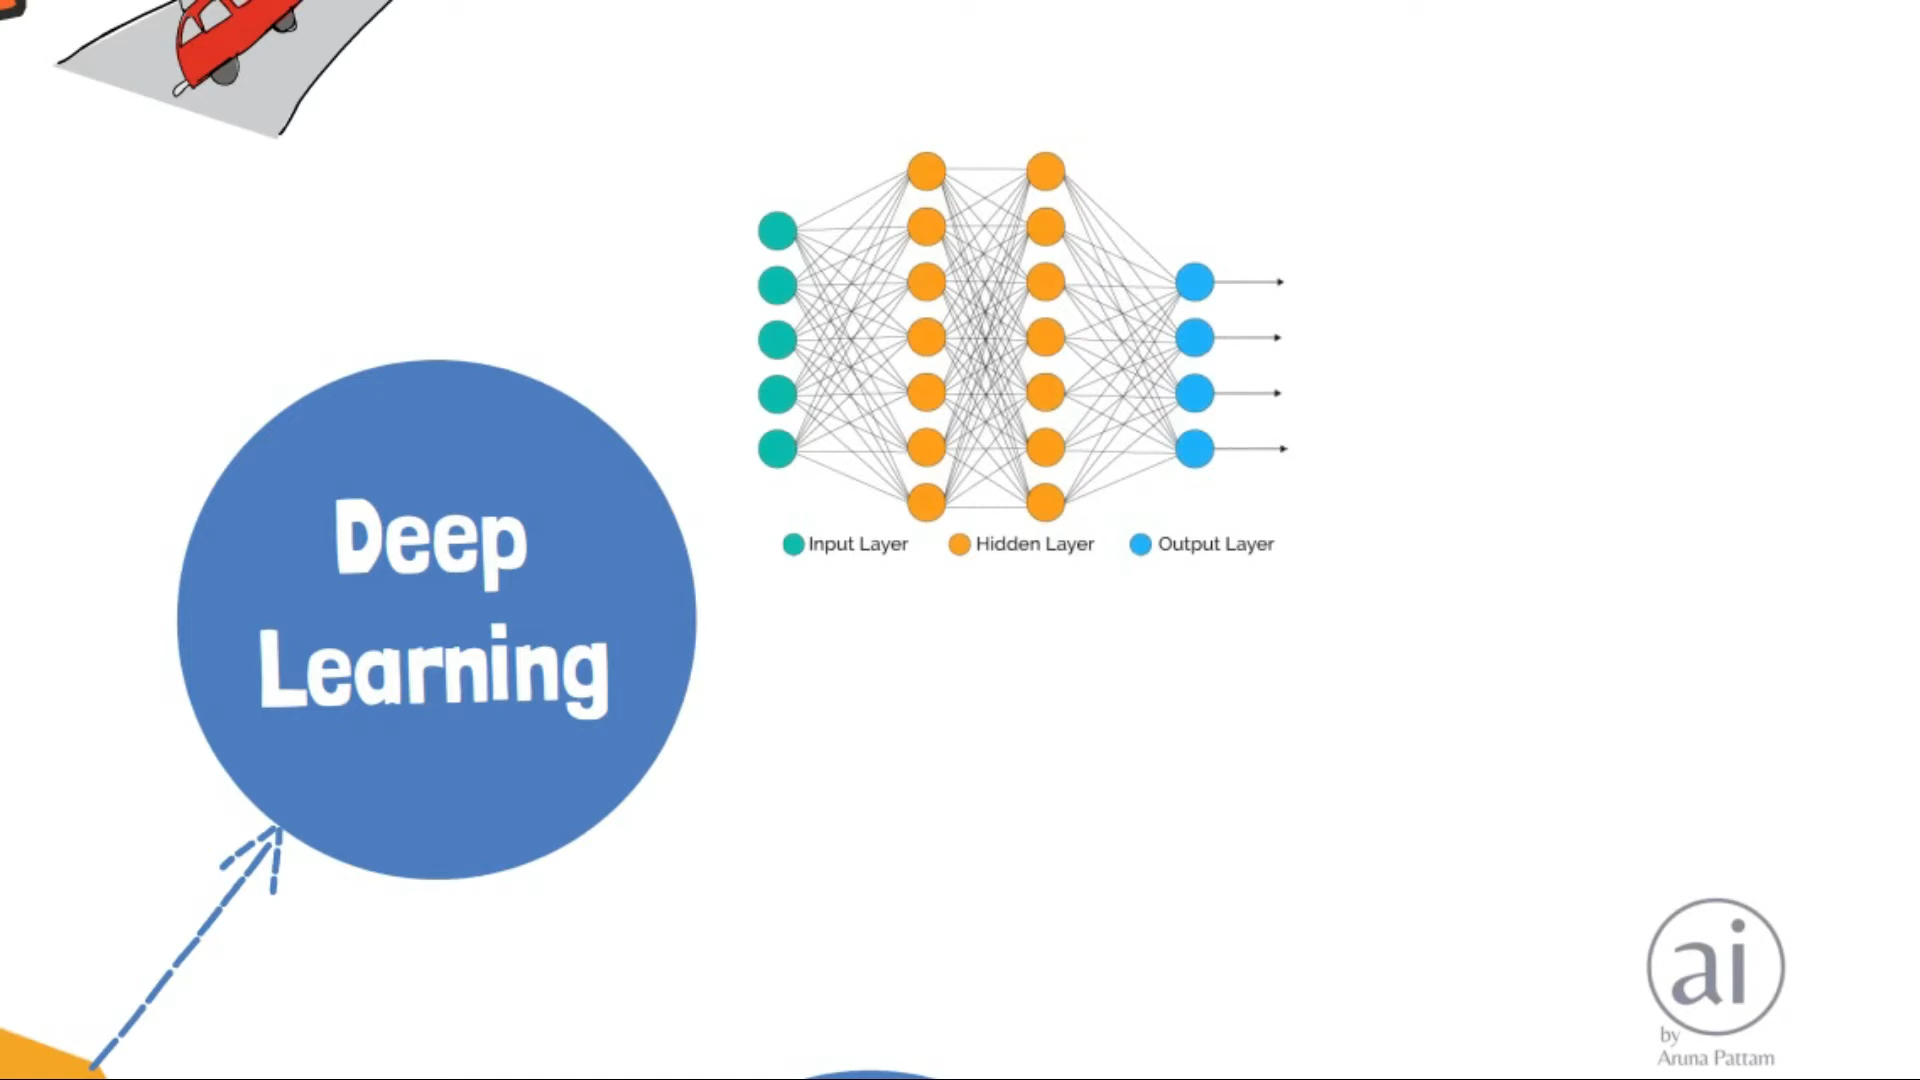 Deep
Learning
Input Layer
Hidden Layer
Output Layer
ai
by
Aruna Pattam